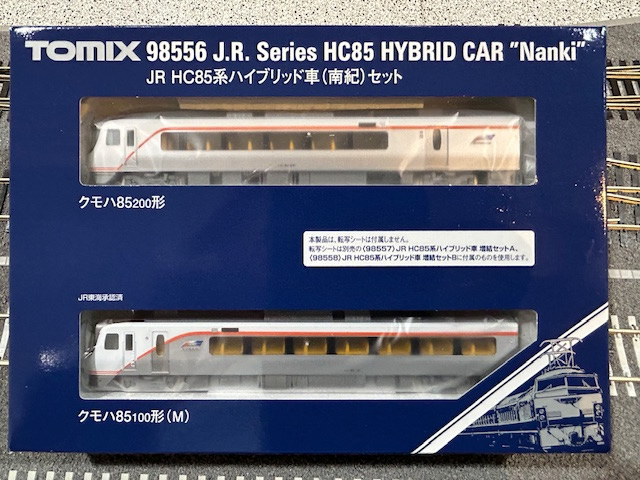 TOMIX 98556 J.R. Series HC85 HYBRID CAR "Nanki"
JR HC85系ハイブリッド車(南紀)セット
クモハ85200形
本製品は、転写シートは付属しません。
転写シートは別売の〈98557〉JR HC85系ハイブリッド車 増結セットA、
〈98558〉JR HC85系ハイブリッド車 増結セットBに付属のものを使用します。
JR東海承認済
クモハ85100形(M)